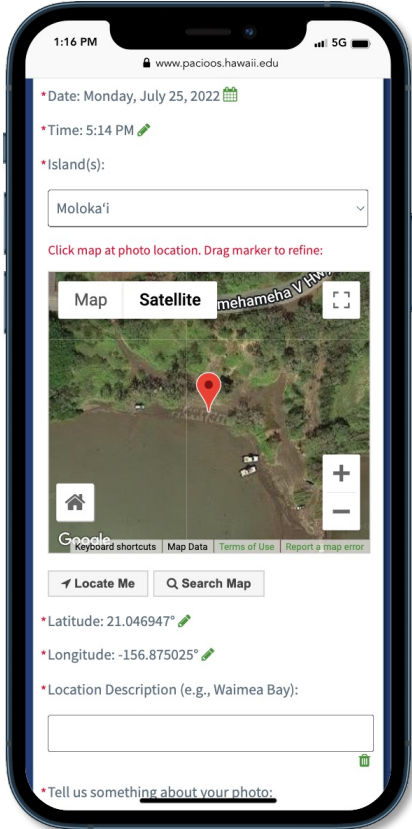 1:16 PM
5G
www.pacioos.hawaii.edu
*Date: Monday, July 25, 2022
*Time: 5:14 PM
*Island(s):
Molokaʻi
Click map at photo location. Drag marker to refine:
mehameha V Hwy
Map Satellite
Google
Keyboard shortcuts Map Data Terms of Use Report a map error
Locate Me Search Map
*Latitude: 21.046947°
*Longitude: -156.875025°
*Location Description (e.g., Waimea Bay):
*Tell us something about your photo: